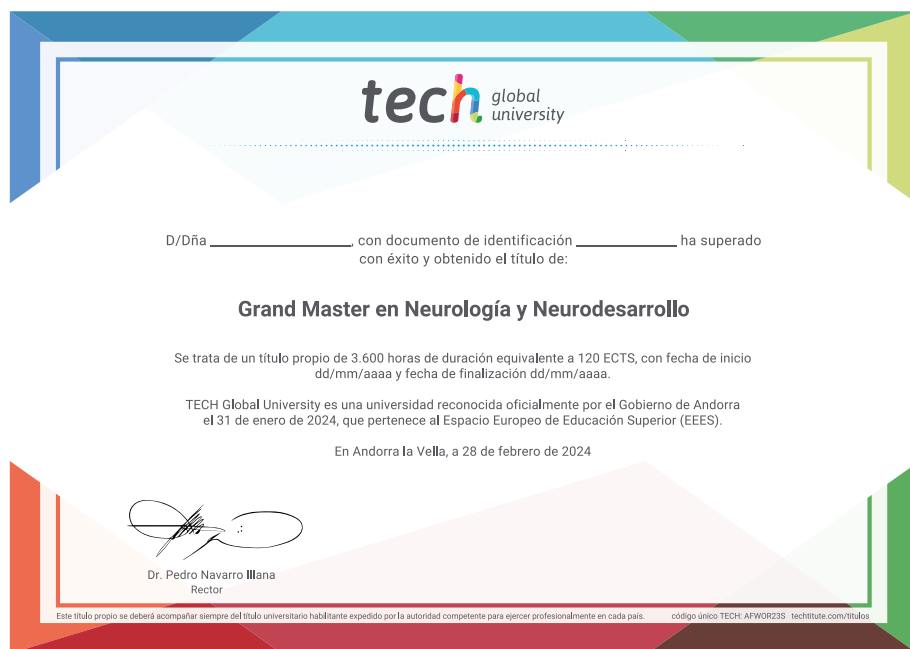 tech global university
D/Dña ________________, con documento de identificación ____________ ha superado
con éxito y obtenido el título de:
Grand Master en Neurología y Neurodesarrollo
Se trata de un título propio de 3.600 horas de duración equivalente a 120 ECTS, con fecha de inicio
dd/mm/aaaa y fecha de finalización dd/mm/aaaa.
TECH Global University es una universidad reconocida oficialmente por el Gobierno de Andorra
el 31 de enero de 2024, que pertenece al Espacio Europeo de Educación Superior (EEES).
En Andorra la Vella, a 28 de febrero de 2024
Dr. Pedro Navarro Illana
Rector
Este título propio se deberá acompañar siempre del título universitario habilitante expedido por la autoridad competente para ejercer profesionalmente en cada país. código único TECH: AFWOR23S techtitute.com/titulos